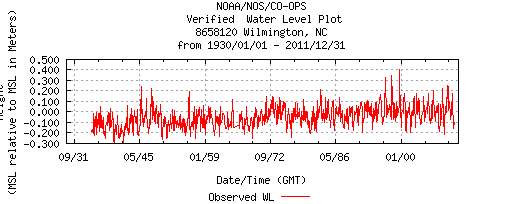 NOAA/NOS/CO-OPS
Verified  Water Level Plot
8658120 Wilmington, NC
from 1930/01/01 - 2011/12/31
(MSL relative to MSL in Meters)
0.500
0.400
0.300
0.200
0.100
0.000
-0.100
-0.200
-0.300
09/31 05/45 01/59 09/72 05/86 01/00
Date/Time (GMT)
Observed WL